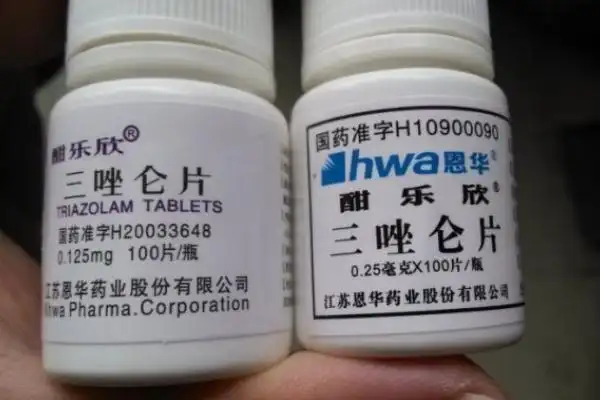 酣乐欣®
三唑仑片
TRIAZOLAM TABLETS
国药准字H20033648
0.125mg 100片/瓶
江苏恩华药业股份有限公司
hwa Pharma.Corporation
国药准字H10900090
hwa恩华®
酣乐欣®
三唑仑片
0.25毫克X100片/瓶
江苏恩华药业股份有限公司